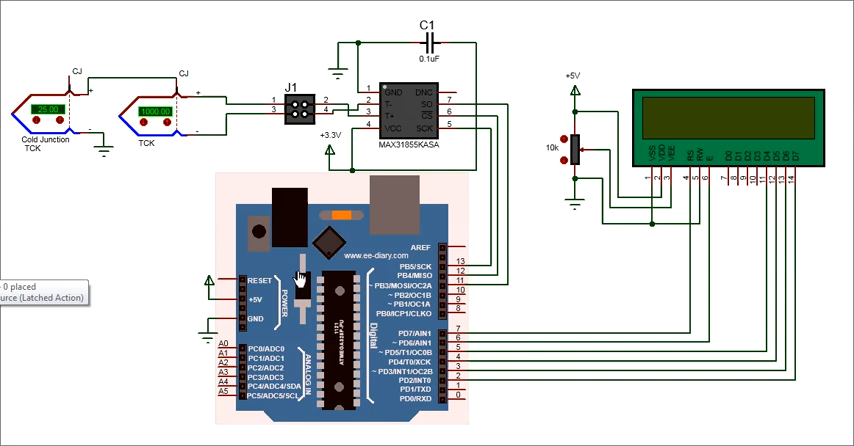 CJ
25.00
+
-
Cold Junction
TCK
CJ
1000.00
+
-
TCK
J1
1
3
2
4
C1
0.1uF
1
2
3
4
GND
T-
T+
VCC
DNC
SO
CS
SCK
7
6
5
MAX31855KASA
+3.3V
+5V
10k
VSS
VDD
VEE
RS
RW
E
D0
D1
D2
D3
D4
D5
D6
D7
1
2
3
4
5
6
7
8
9
10
11
12
13
14
- 0 placed
ource (Latched Action)
www.ee-diary.com
RESET
+5V
GND
POWER
A0
A1
A2
A3
A4
A5
PC0/ADC0
PC1/ADC1
PC2/ADC2
PC3/ADC3
PC4/ADC4/SDA
PC5/ADC5/SCL
ANALOG IN
1121
ATMEGA328P-PU
Digital
AREF
PB5/SCK
PB4/MISO
~ PB3/MOSI/OC2A
~ PB2/OC1B
~ PB1/OC1A
PB0/ICP1/CLKO
13
12
11
10
9
8
PD7/AIN1
~ PD6/AIN1
~ PD5/T1/OC0B
PD4/T0/XCK
~ PD3/INT1/OC2B
PD2/INT0
PD1/TXD
PD0/RXD
7
6
5
4
3
2
1
0